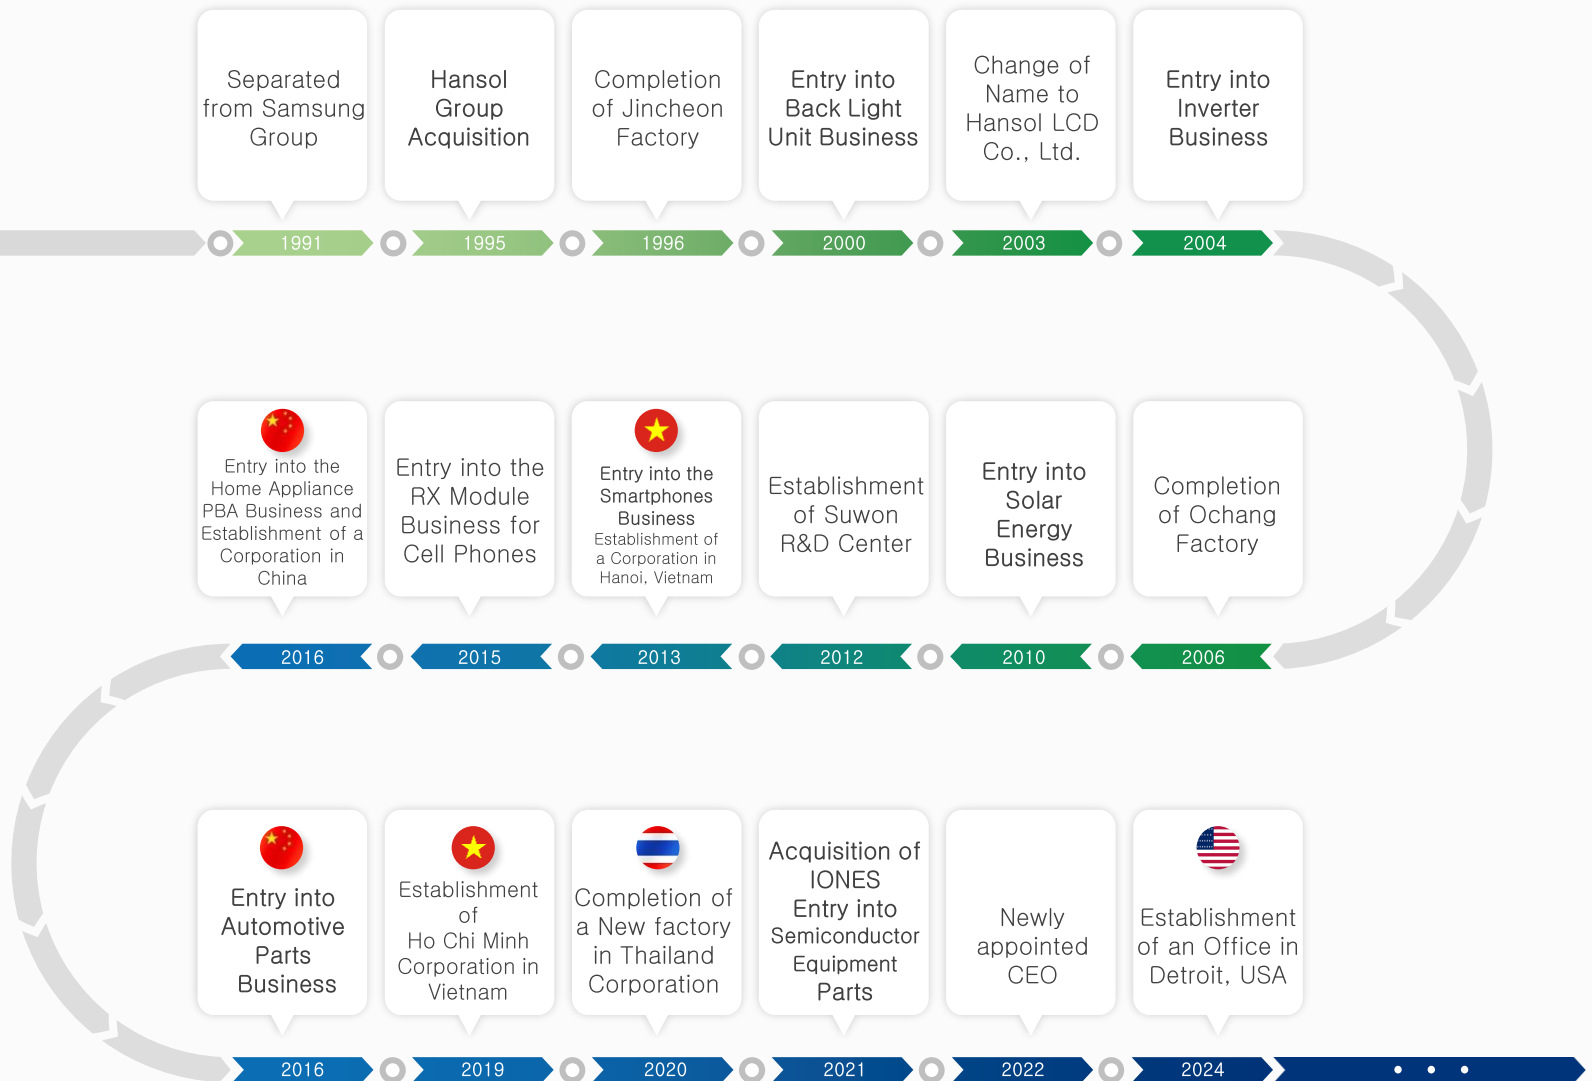 Separated
from Samsung
Group
Hansol
Group
Acquisition
Completion
of Jincheon
Factory
Entry into
Back Light
Unit Business
Change of
Name to
Hansol LCD
Co., Ltd.
Entry into
Inverter
Business
1991
1995
1996
2000
2003
2004
Entry into the
Home Appliance
PBA Business and
Establishment of a
Corporation in
China
Entry into the
RX Module
Business for
Cell Phones
Entry into the
Smartphones
Business
Establishment of
a Corporation in
Hanoi, Vietnam
Establishment
of Suwon
R&D Center
Entry into
Solar
Energy
Business
Completion
of Ochang
Factory
2016
2015
2013
2012
2010
2006
Entry into
Automotive
Parts
Business
Establishment
of
Ho Chi Minh
Corporation in
Vietnam
Completion of
a New factory
in Thailand
Corporation
Acquisition of
IONES
Entry into
Semiconductor
Equipment
Parts
Newly
appointed
CEO
Establishment
of an Office in
Detroit, USA
2016
2019
2020
2021
2022
2024